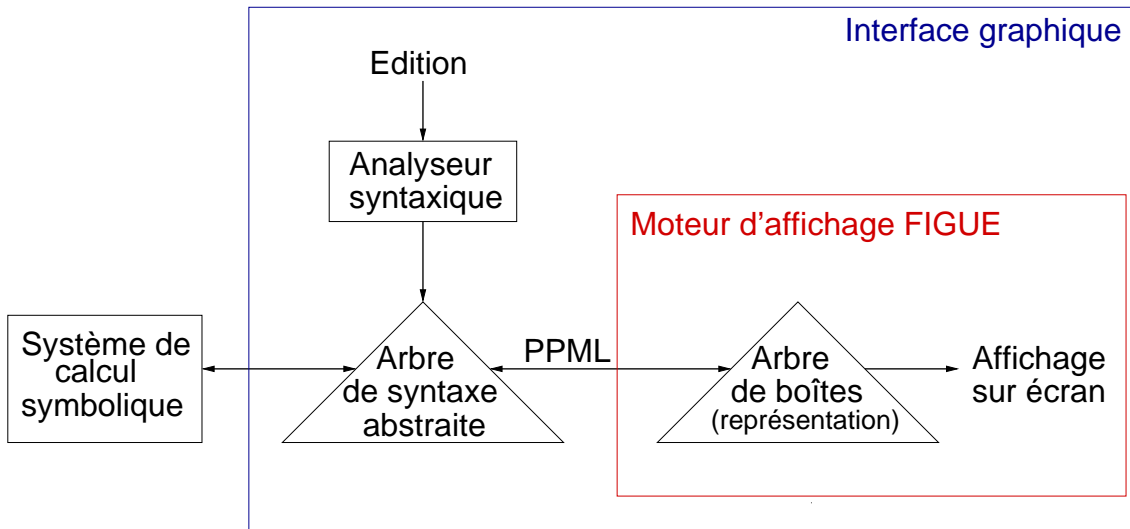 Interface graphique
Edition
Analyseur
syntaxique
Moteur d'affichage FIGUE
Système de
calcul
symbolique
Arbre
de syntaxe
abstraite
PPML
Arbre
de boîtes
(représentation)
Affichage
sur écran